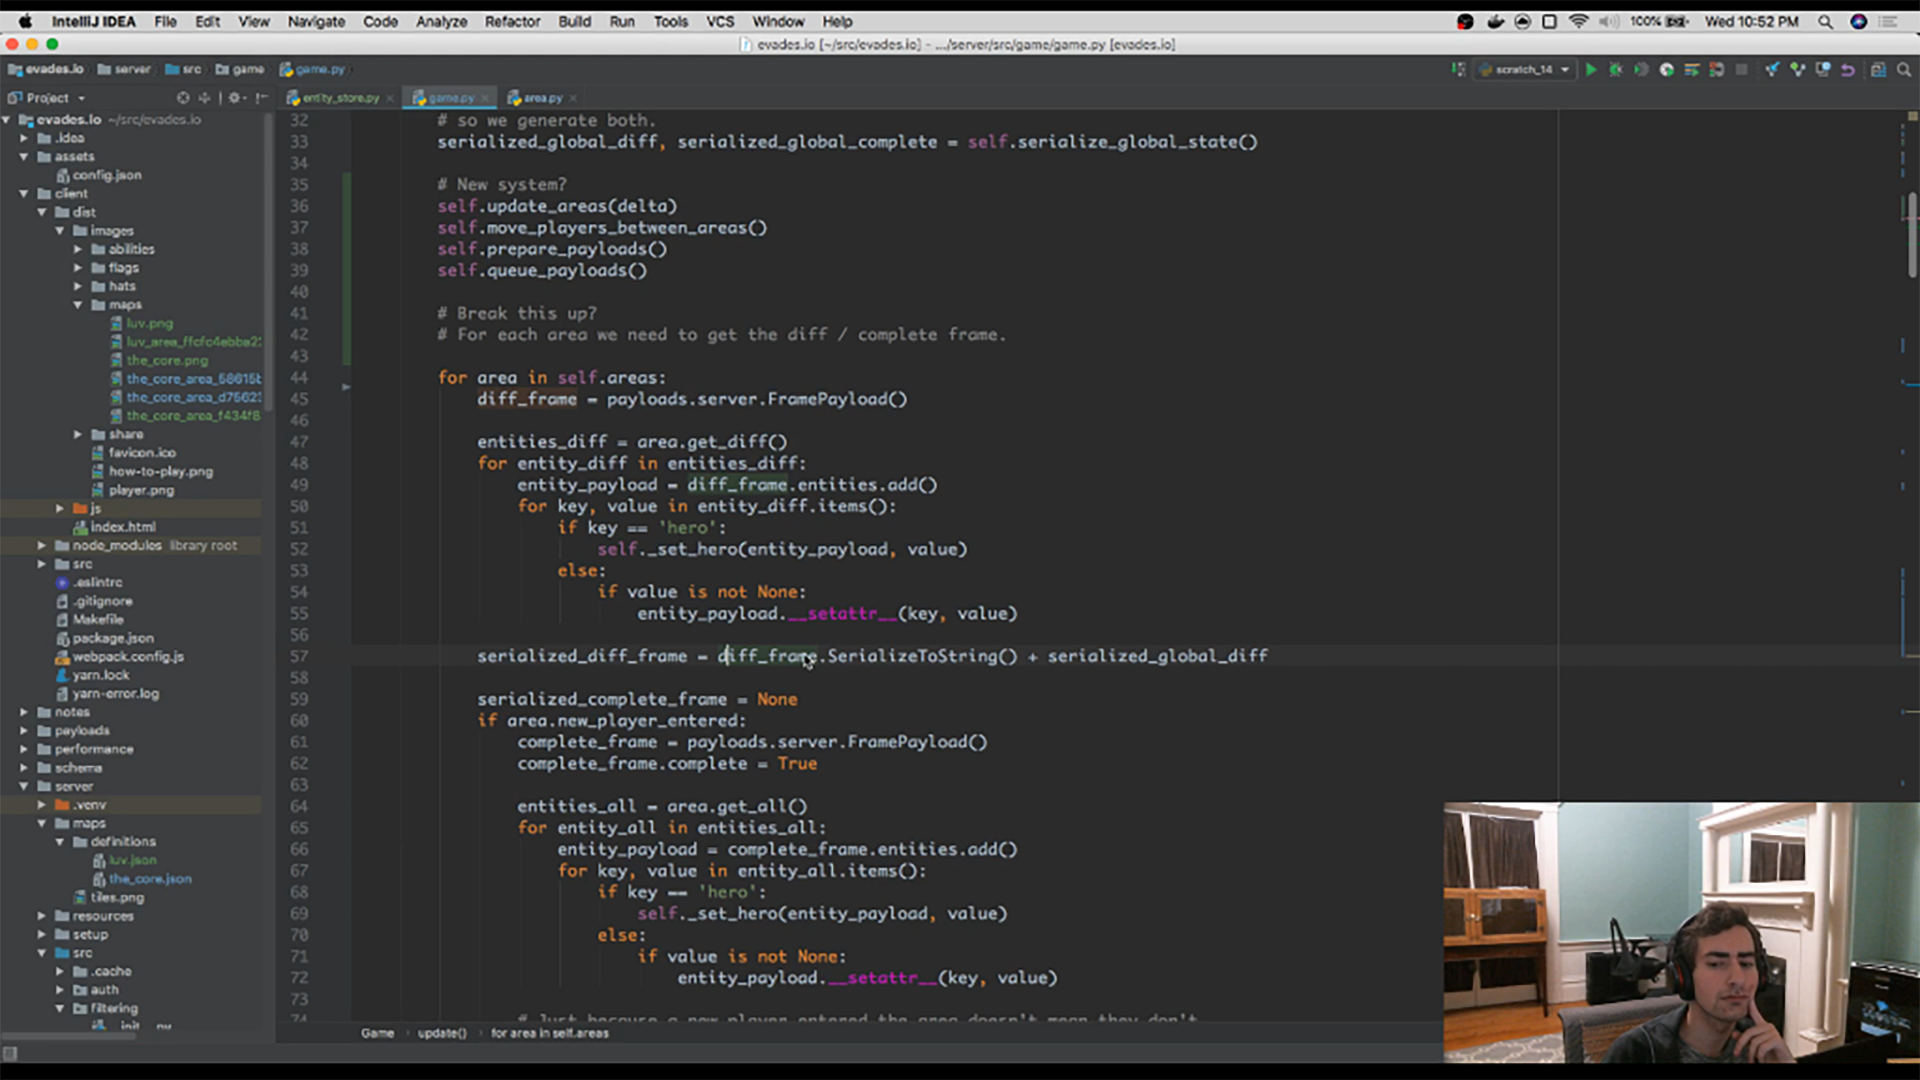 IntelliJ IDEA File Edit View Navigate Code Analyze Refactor Build Run Tools VCS Window Help 100% Wed 10:52 PM
evades.io [~/src/evades.io] - .../server/src/game/game.py [evades.io]
evades.io server src game game.py scratch_14
Project entity_store.py game.py area.py
evades.io ~/src/evades.io
.idea
assets
config.json
client
dist
images
abilities
flags
hats
maps
luv.png
luv_area_ffcfc4ebba2
the_core.png
the_core_area_58615b
the_core_area_d7562
the_core_area_f434f8
share
favicon.ico
how-to-play.png
player.png
js
index.html
node_modules library root
src
.eslintrc
.gitignore
Makefile
package.json
webpack.config.js
yarn.lock
yarn-error.log
notes
payloads
performance
schema
server
.venv
maps
definitions
luv.json
the_core.json
tiles.png
resources
setup
src
.cache
auth
filtering
__init__.py
32 # so we generate both.
33 serialized_global_diff, serialized_global_complete = self.serialize_global_state()
34
35 # New system?
36 self.update_areas(delta)
37 self.move_players_between_areas()
38 self.prepare_payloads()
39 self.queue_payloads()
40
41 # Break this up?
42 # For each area we need to get the diff / complete frame.
43
44 for area in self.areas:
45 diff_frame = payloads.server.FramePayload()
46
47 entities_diff = area.get_diff()
48 for entity_diff in entities_diff:
49 entity_payload = diff_frame.entities.add()
50 for key, value in entity_diff.items():
51 if key == 'hero':
52 self._set_hero(entity_payload, value)
53 else:
54 if value is not None:
55 entity_payload.__setattr__(key, value)
56
57 serialized_diff_frame = diff_frame.SerializeToString() + serialized_global_diff
58
59 serialized_complete_frame = None
60 if area.new_player_entered:
61 complete_frame = payloads.server.FramePayload()
62 complete_frame.complete = True
63
64 entities_all = area.get_all()
65 for entity_all in entities_all:
66 entity_payload = complete_frame.entities.add()
67 for key, value in entity_all.items():
68 if key == 'hero':
69 self._set_hero(entity_payload, value)
70 else:
71 if value is not None:
72 entity_payload.__setattr__(key, value)
73
74 # Just because a new player entered the area doesn't mean they don't
Game update() for area in self.areas